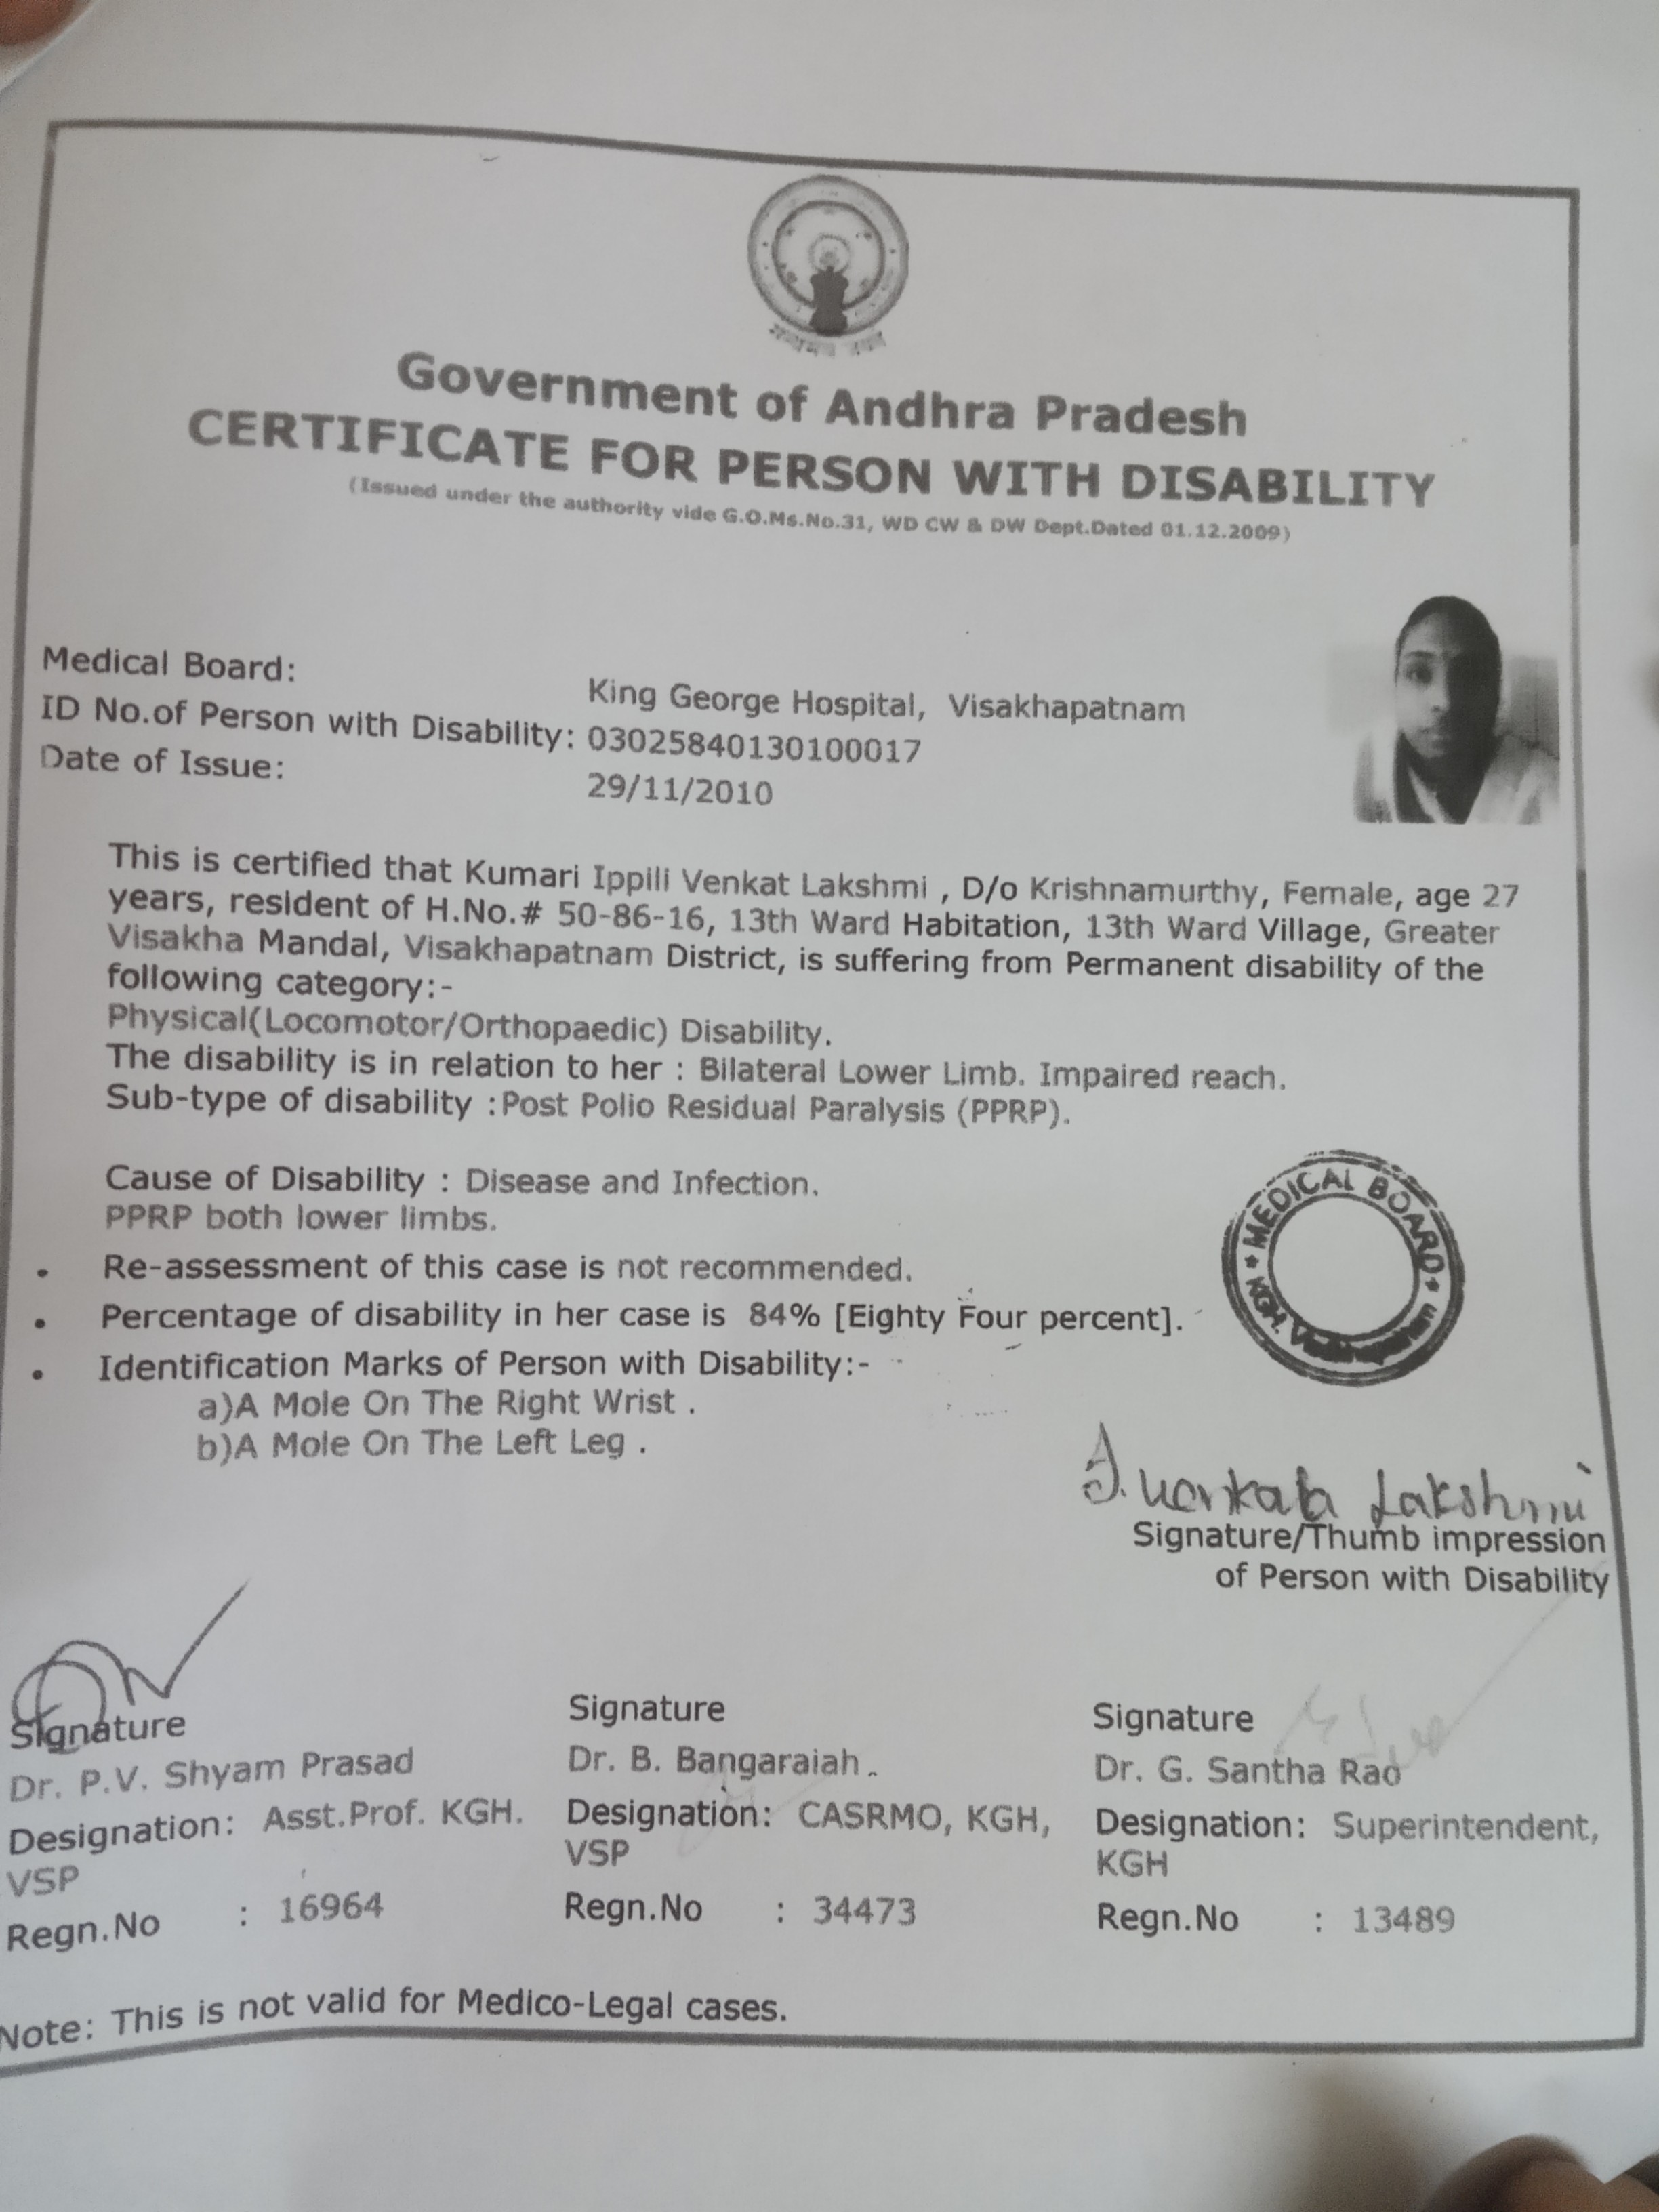 Government of Andhra Pradesh
CERTIFICATE FOR PERSON WITH DISABILITY
(Issued under the authority vide G.O.Ms.No.31, WD CW & DW Dept.Dated 01.12.2009)
Medical Board: King George Hospital, Visakhapatnam
ID No.of Person with Disability: 03025840130100017
Date of Issue: 29/11/2010
This is certified that Kumari Ippili Venkat Lakshmi , D/o Krishnamurthy, Female, age 27
years, resident of H.No.# 50-86-16, 13th Ward Habitation, 13th Ward Village, Greater
Visakha Mandal, Visakhapatnam District, is suffering from Permanent disability of the
following category:-
Physical(Locomotor/Orthopaedic) Disability.
The disability is in relation to her : Bilateral Lower Limb. Impaired reach.
Sub-type of disability :Post Polio Residual Paralysis (PPRP).
Cause of Disability : Disease and Infection.
PPRP both lower limbs.
• Re-assessment of this case is not recommended.
• Percentage of disability in her case is 84% [Eighty Four percent].
• Identification Marks of Person with Disability:-
a)A Mole On The Right Wrist .
b)A Mole On The Left Leg .
MEDICAL BOARD
KGH.
I. Venkata Lakshmi
Signature/Thumb impression
of Person with Disability
Signature
Dr. P.V. Shyam Prasad
Designation: Asst.Prof. KGH.
VSP
Regn.No : 16964
Signature
Dr. B. Bangaraiah.
Designation: CASRMO, KGH,
VSP
Regn.No : 34473
Signature
Dr. G. Santha Rao
Designation: Superintendent,
KGH
Regn.No : 13489
Note: This is not valid for Medico-Legal cases.